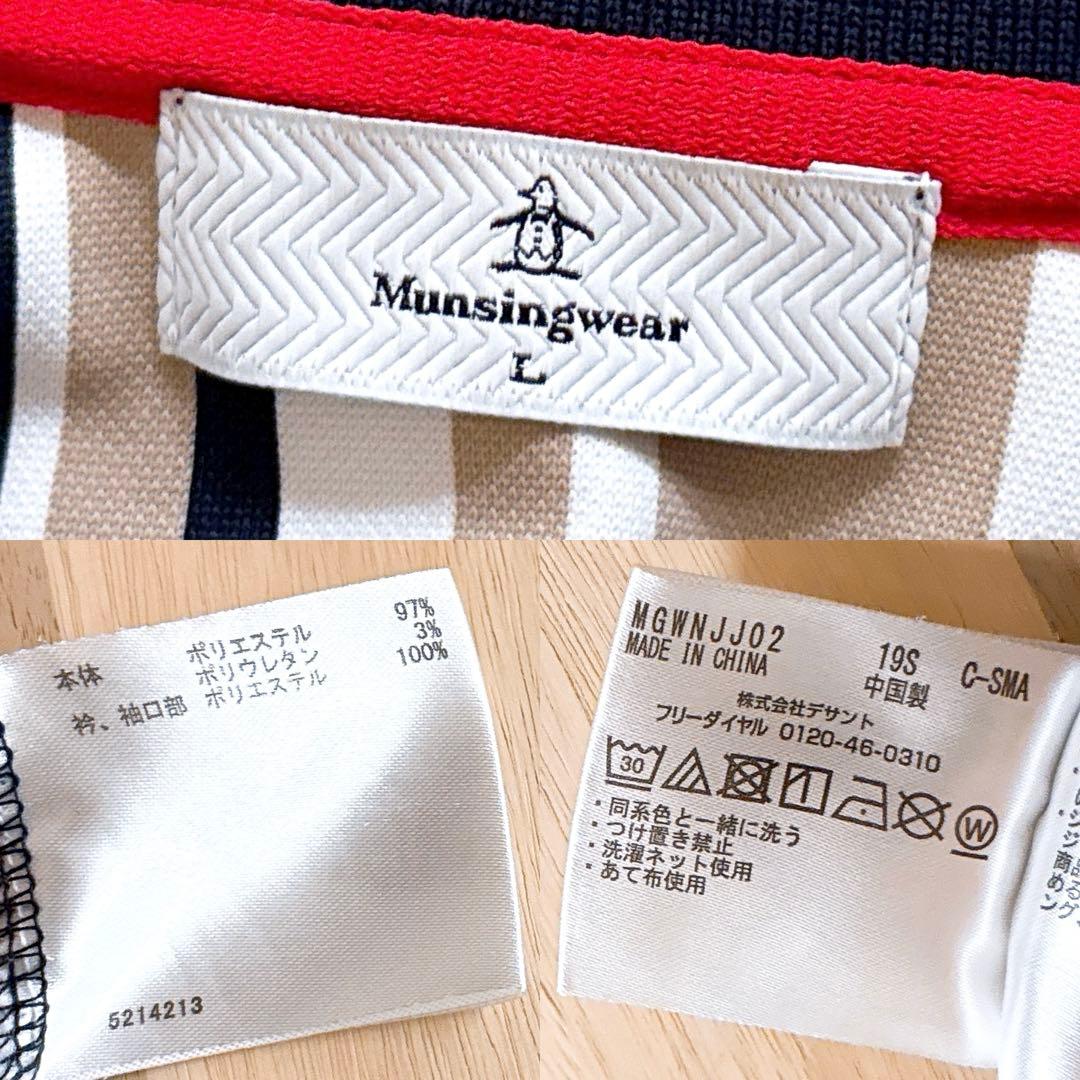 Munsingwear
L
本体 ポリエステル 97%
ポリウレタン 3%
衿、袖口部 ポリエステル 100%
5214213
MGWNJJ02 19S C-SMA
MADE IN CHINA 中国製
株式会社デサント
フリーダイヤル 0120-46-0310
30 W
・同系色と一緒に洗う
・つけ置き禁止
・洗濯ネット使用
・あて布使用